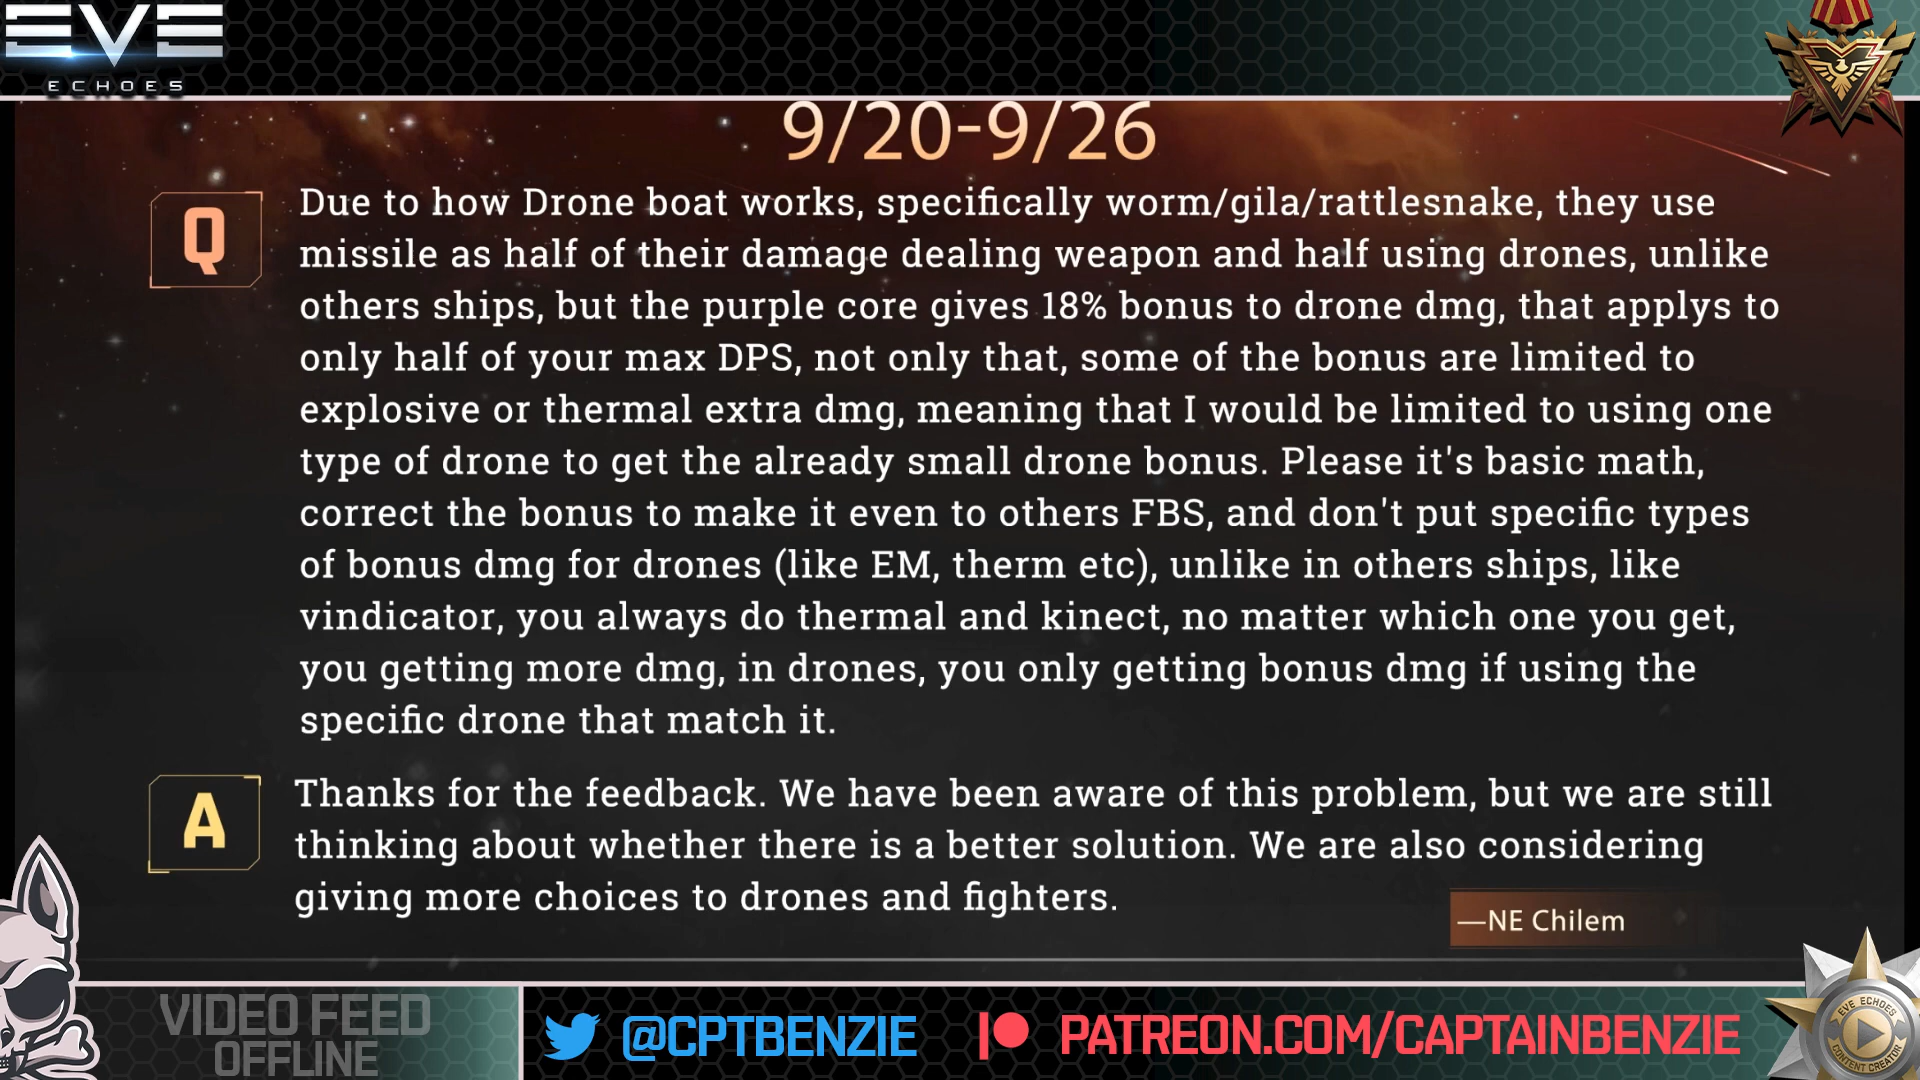 EVE
ECHOES
9/20-9/26
Q
Due to how Drone boat works, specifically worm/gila/rattlesnake, they use
missile as half of their damage dealing weapon and half using drones, unlike
others ships, but the purple core gives 18% bonus to drone dmg, that applys to
only half of your max DPS, not only that, some of the bonus are limited to
explosive or thermal extra dmg, meaning that I would be limited to using one
type of drone to get the already small drone bonus. Please it's basic math,
correct the bonus to make it even to others FBS, and don't put specific types
of bonus dmg for drones (like EM, therm etc), unlike in others ships, like
vindicator, you always do thermal and kinect, no matter which one you get,
you getting more dmg, in drones, you only getting bonus dmg if using the
specific drone that match it.
A
Thanks for the feedback. We have been aware of this problem, but we are still
thinking about whether there is a better solution. We are also considering
giving more choices to drones and fighters.
—NE Chilem
VIDEO FEED
OFFLINE
@CPTBENZIE
PATREON.COM/CAPTAINBENZIE
EVE ECHOES
CONTENT CREATOR